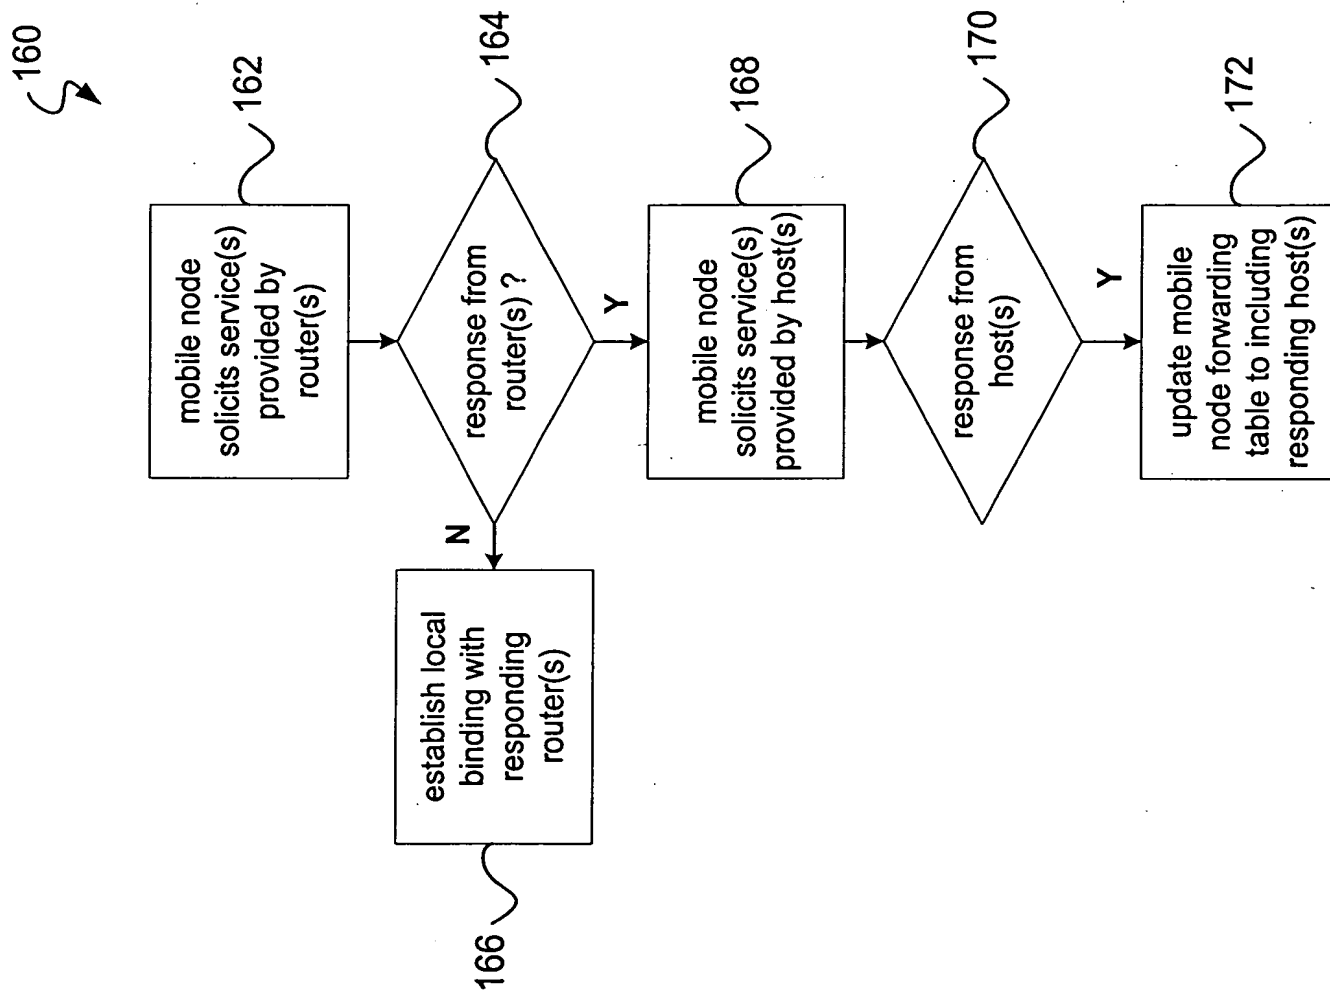 160
mobile node
solicits service(s)
provided by
router(s)
162
response from
router(s) ?
164
N
Y
establish local
binding with
responding
router(s)
166
mobile node
solicits service(s)
provided by host(s)
168
response from
host(s)
170
Y
update mobile
node forwarding
table to including
responding host(s)
172